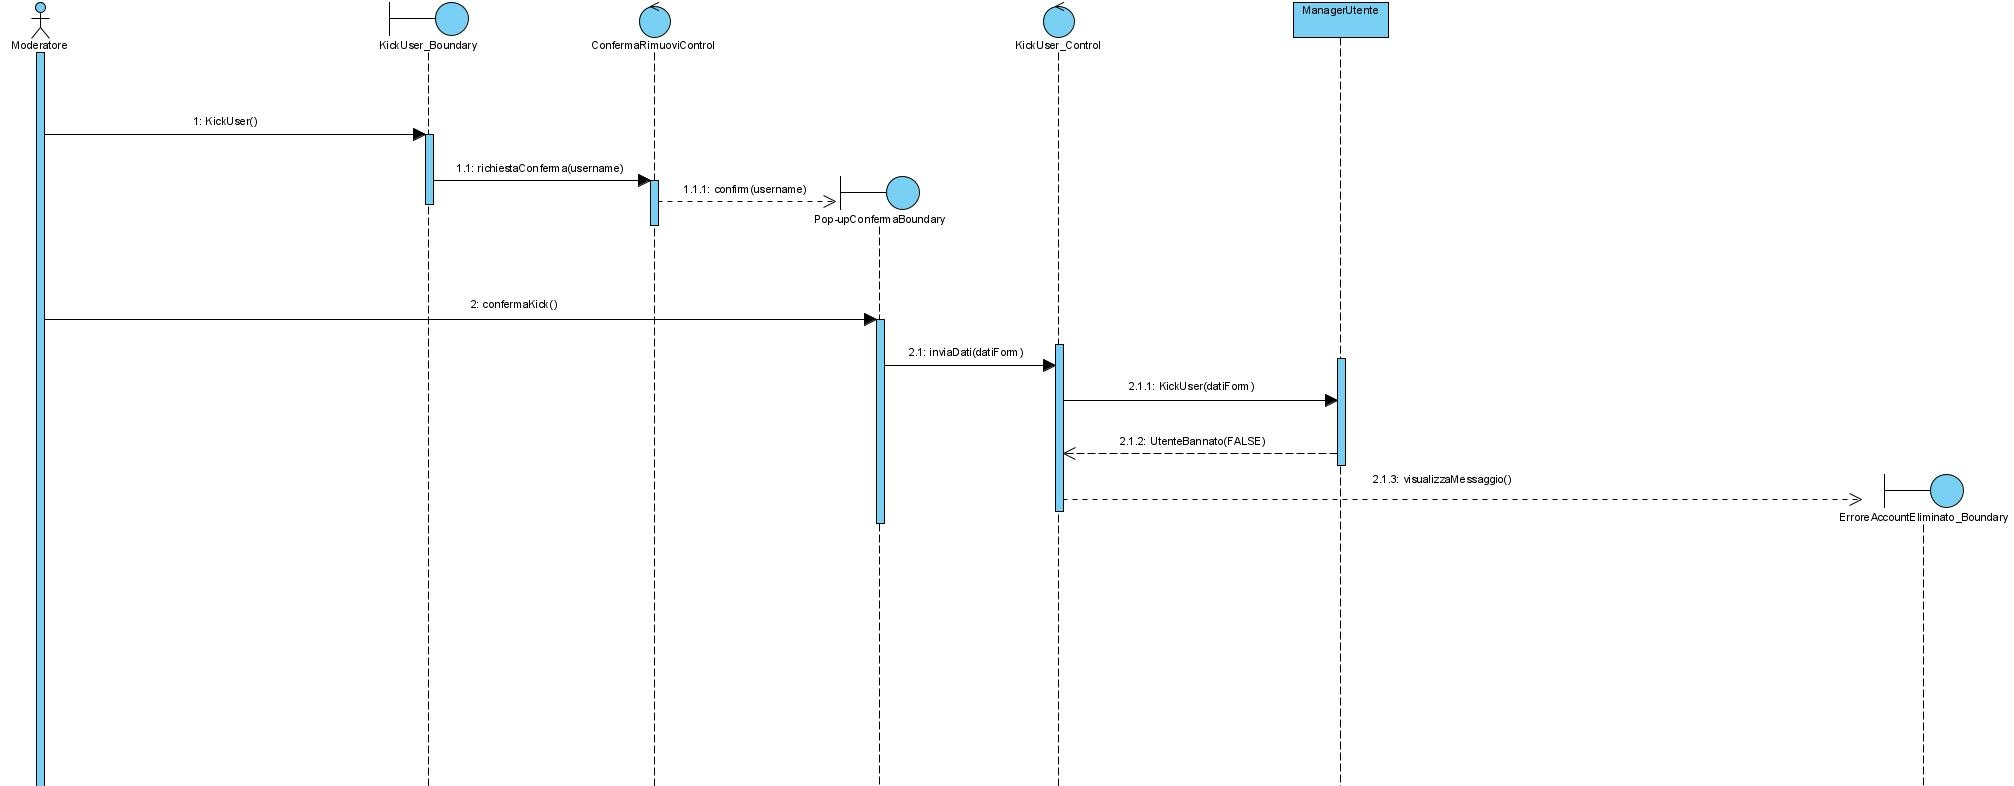 Moderatore
KickUser_Boundary
ConfermaRimuoviControl
KickUser_Control
ManagerUtente
1: KickUser()
1.1: richiestaConferma(username)
1.1.1: confirm(username)
Pop-upConfermaBoundary
2: confermaKick()
2.1: inviaDati(datiForm)
2.1.1: KickUser(datiForm)
2.1.2: UtenteBannato(FALSE)
2.1.3: visualizzaMessaggio()
ErroreAccountEliminato_Boundary